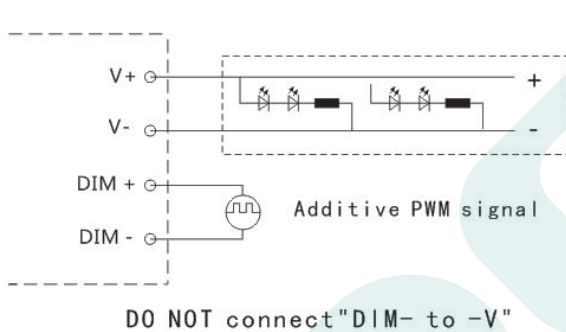 V+
+
V-
-
DIM +
Additive PWM signal
DIM -
DO NOT connect"DIM- to -V"